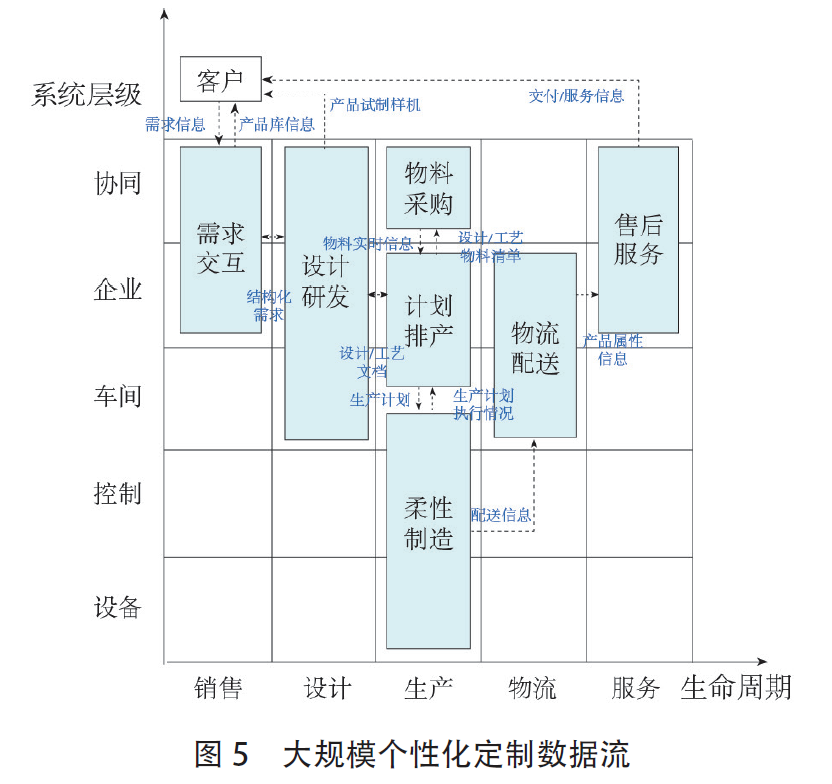 系统层级
客户
产品试制样机
交付/服务信息
需求信息
产品库信息
协同
需求
交互
设计
研发
物料
采购
售后
服务
物料实时信息
设计/工艺
物料清单
企业
结构化
需求
计划
排产
物流
配送
产品属性
信息
设计/工艺
文档
车间
生产计划
生产计划
执行情况
控制
柔性
制造
配送信息
设备
销售
设计
生产
物流
服务
生命周期
图 5 大规模个性化定制数据流